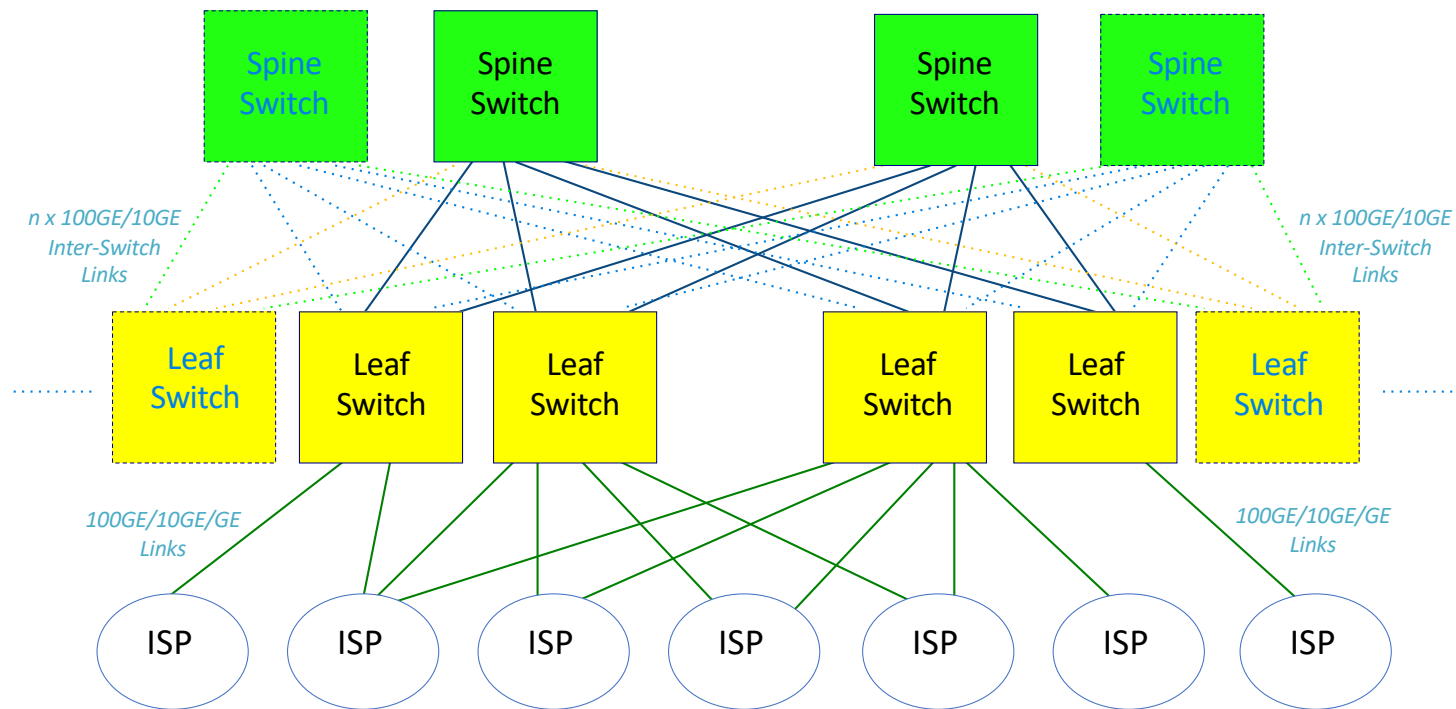 Spine
Switch
Spine
Switch
Spine
Switch
Spine
Switch
n x 100GE/10GE
Inter-Switch
Links
n x 100GE/10GE
Inter-Switch
Links
Leaf
Switch
Leaf
Switch
Leaf
Switch
Leaf
Switch
Leaf
Switch
Leaf
Switch
100GE/10GE/GE
Links
100GE/10GE/GE
Links
ISP
ISP
ISP
ISP
ISP
ISP
ISP